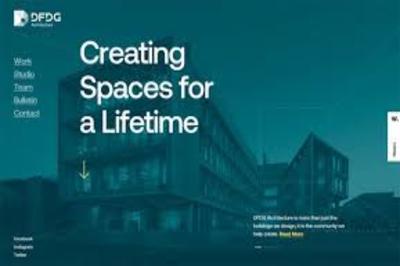 DFDG
Architecture
Work
Studio
Team
Bulletin
Contact
Creating
Spaces for
a Lifetime
DFDG Architecture is more than just the
buildings we design, it is the community we
help create. Read More
Facebook
Instagram
Twitter
W.